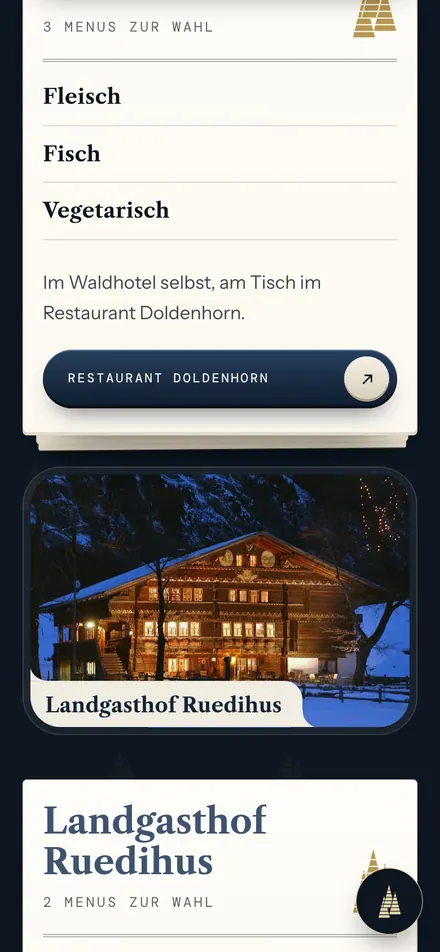 3 MENUS ZUR WAHL
Fleisch
Fisch
Vegetarisch
Im Waldhotel selbst, am Tisch im
Restaurant Doldenhorn.
RESTAURANT DOLDENHORN
Landgasthof Ruedihus
Landgasthof
Ruedihus
2 MENUS ZUR WAHL